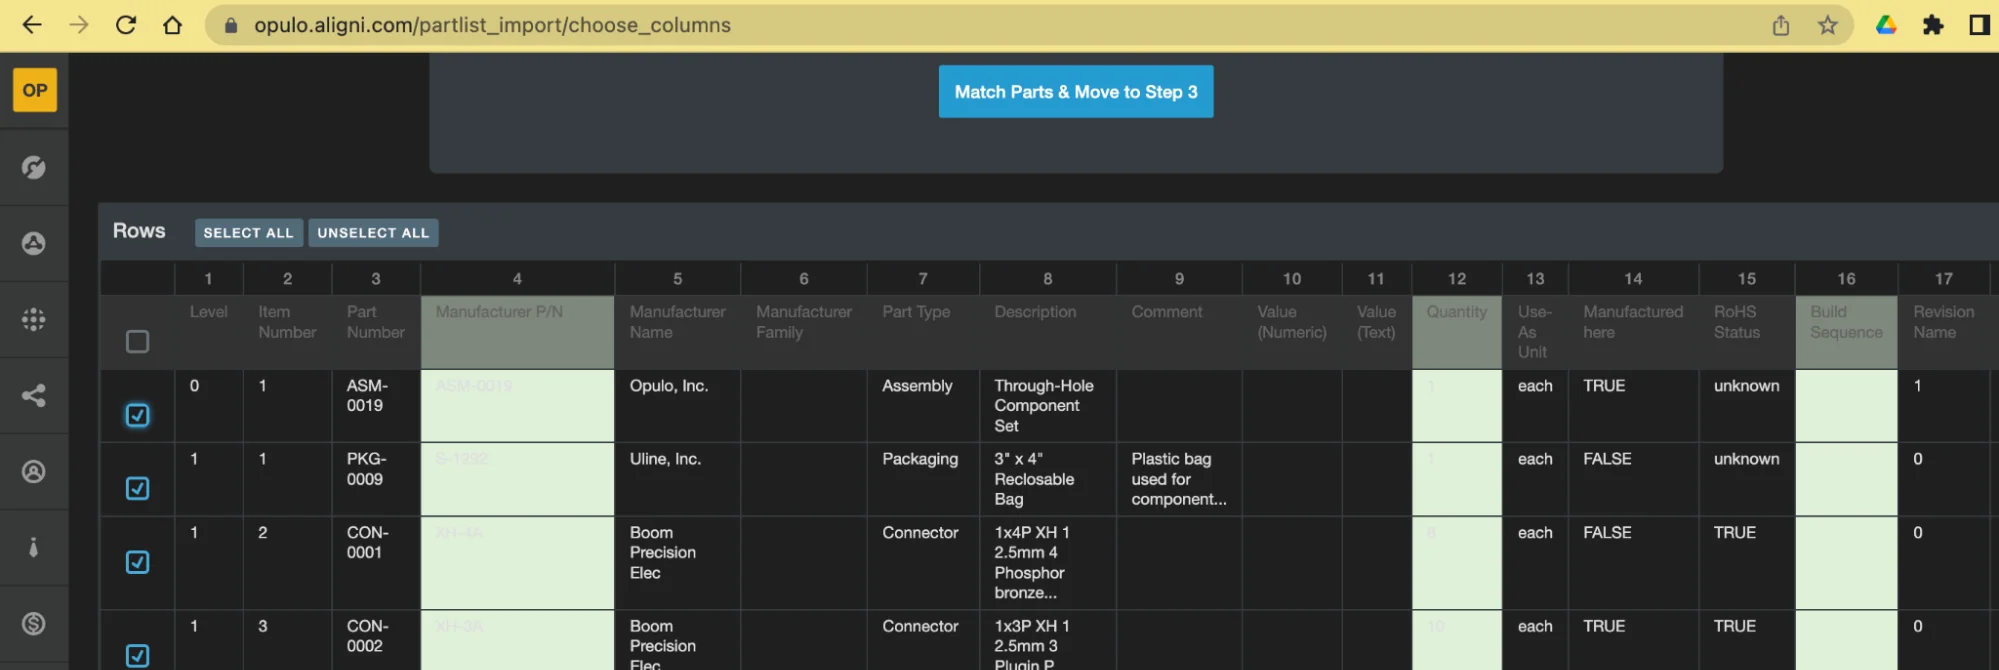 opulo.aligni.com/partlist_import/choose_columns
OP
Match Parts & Move to Step 3
Rows SELECT ALL UNSELECT ALL
1 2 3 4 5 6 7 8 9 10 11 12 13 14 15 16 17
Level Item Part Manufacturer P/N Manufacturer Manufacturer Part Type Description Comment Value Value Quantity Use- Manufactured RoHS Build Revision
Number Number Name Family (Numeric) (Text) As here Status Sequence Name
Unit
0 1 ASM- ASM-0019 Opulo, Inc. Assembly Through-Hole 1 each TRUE unknown 1
0019 Component
Set
1 1 PKG- S-1292 Uline, Inc. Packaging 3" x 4" Plastic bag 1 each FALSE unknown 0
0009 Reclosable used for
Bag component...
1 2 CON- XH-4A Boom Connector 1x4P XH 1 6 each FALSE TRUE 0
0001 Precision 2.5mm 4
Elec Phosphor
bronze...
1 3 CON- XH-3A Boom Connector 1x3P XH 1 10 each TRUE TRUE 0
0002 Precision 2.5mm 3
Elec Plugin P